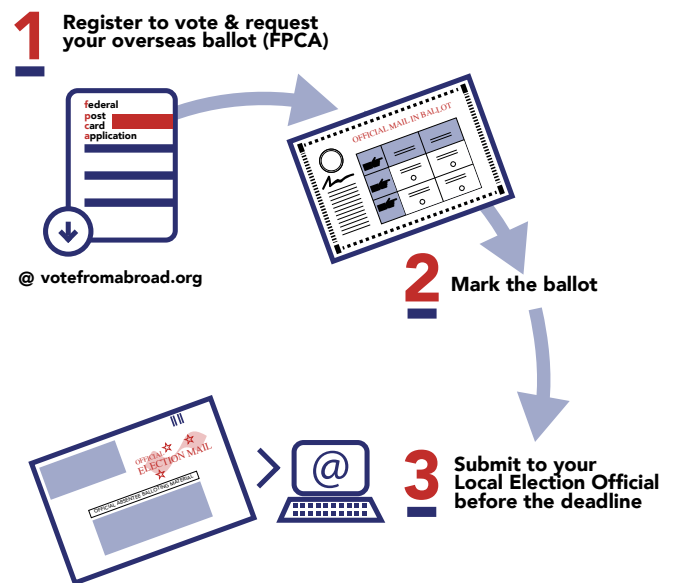 1
Register to vote & request
your overseas ballot (FPCA)
federal
post
card
application
@ votefromabroad.org
OFFICIAL MAIL IN BALLOT
2
Mark the ballot
OFFICIAL
ELECTION MAIL
OFFICIAL ABSENTEE BALLOTING MATERIAL
@
3
Submit to your
Local Election Official
before the deadline